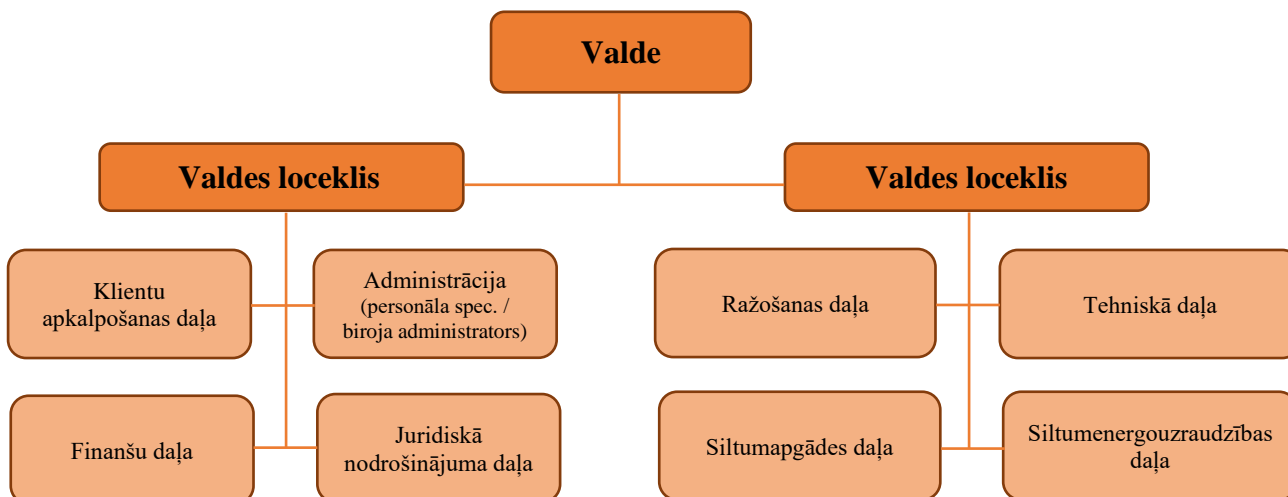 Valde
Valdes loceklis
Valdes loceklis
Klientu
apkalpošanas daļa
Administrācija
(personāla spec. /
biroja administrators)
Ražošanas daļa
Tehniskā daļa
Finanšu daļa
Juridiskā
nodrošinājuma daļa
Siltumapgādes daļa
Siltumenergouzraudzības
daļa